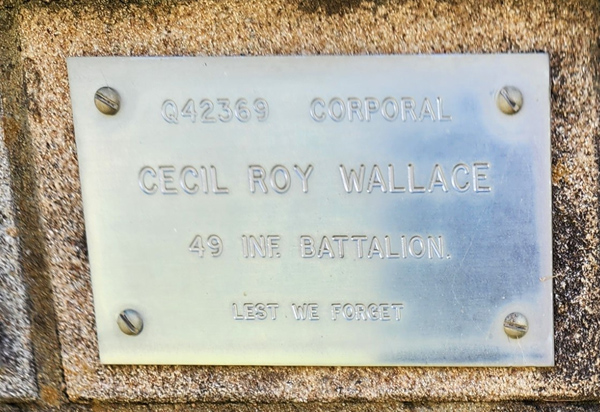 Q42369 CORPORAL
CECIL ROY WALLACE
49 INF. BATTALION.
LEST WE FORGET